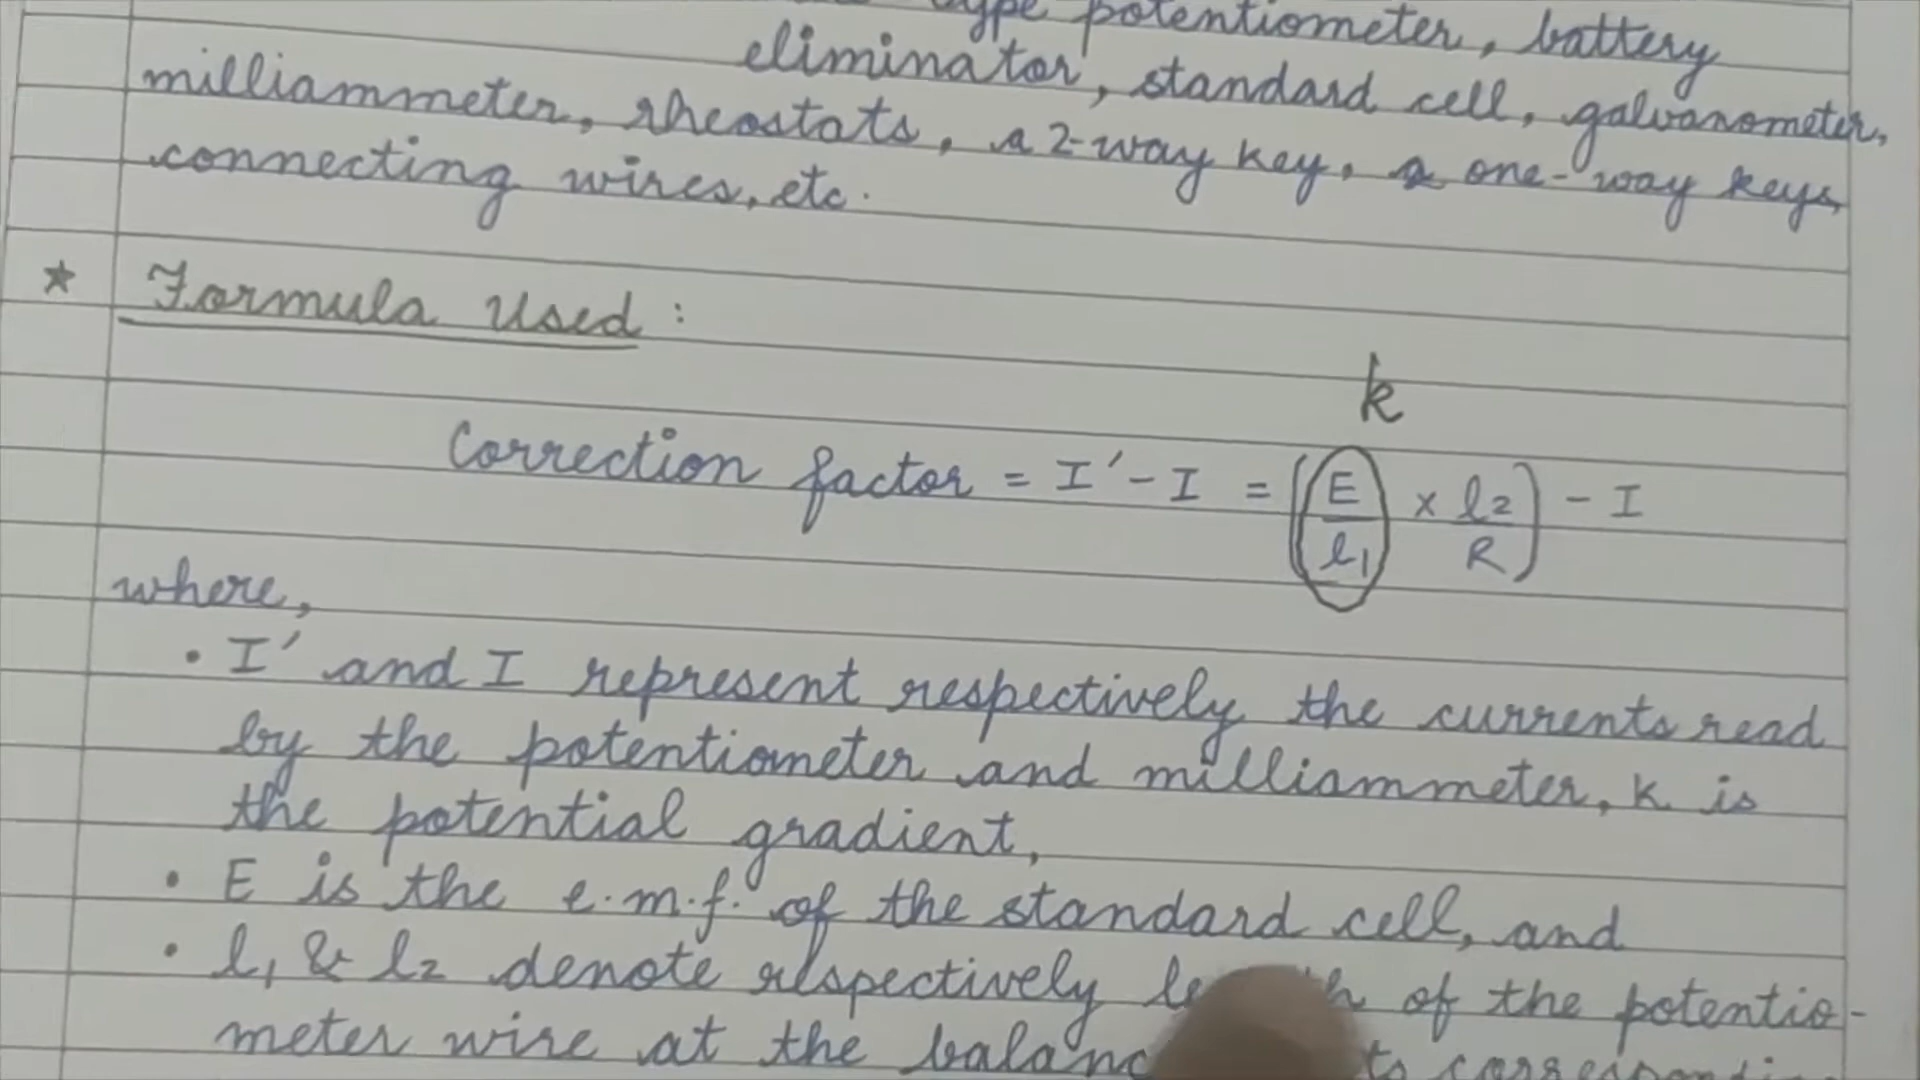 type potentiometer, battery
eliminator, standard cell, galvanometer,
milliammeter, rheostats, a 2-way key, a one-way keys,
connecting wires, etc.
★ Formula Used :
k
Correction factor = I' - I = (E/l₁ × l₂/R) - I
where,
• I' and I represent respectively the currents read
by the potentiometer and milliammeter, k is
the potential gradient,
• E is the e.m.f. of the standard cell, and
• l₁ & l₂ denote respectively of the potentio-
meter wire at the